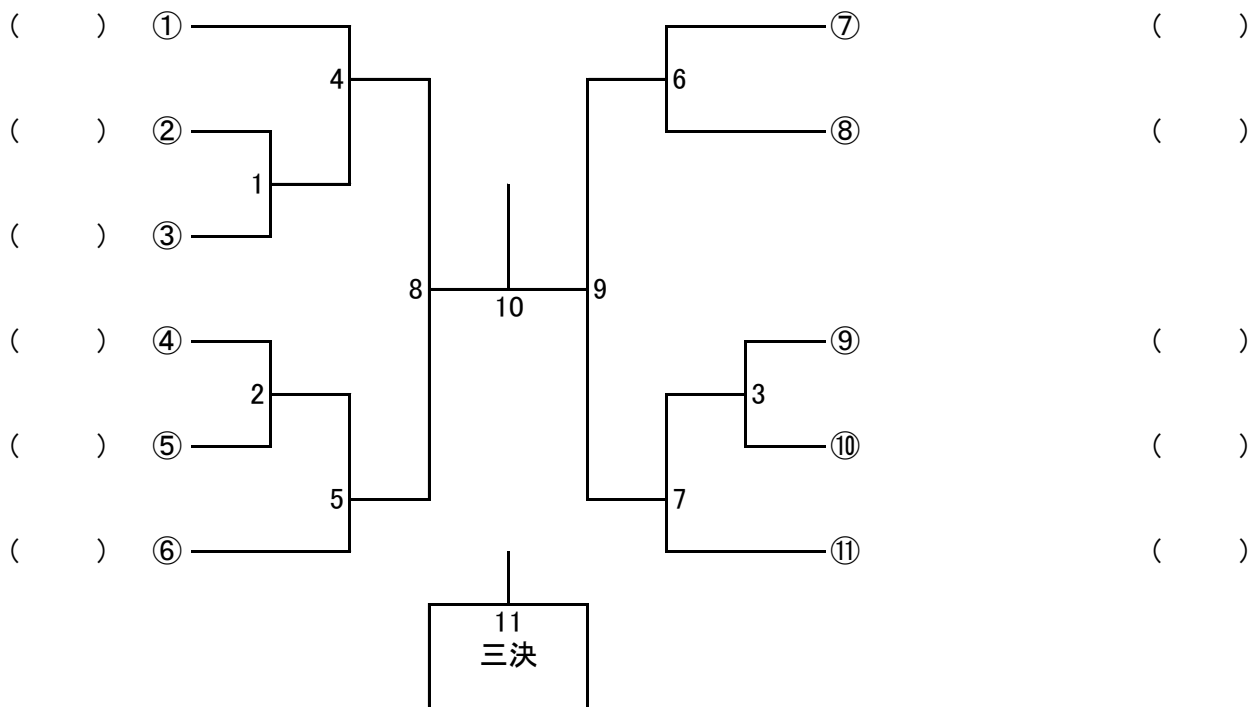 ( ) ① ⑦ ( )
4 6
( ) ② ⑧ ( )
1
( ) ③
8 10 9
( ) ④ ⑨ ( )
2 3
( ) ⑤ ⑩ ( )
5 7
( ) ⑥ ⑪ ( )
11
三決